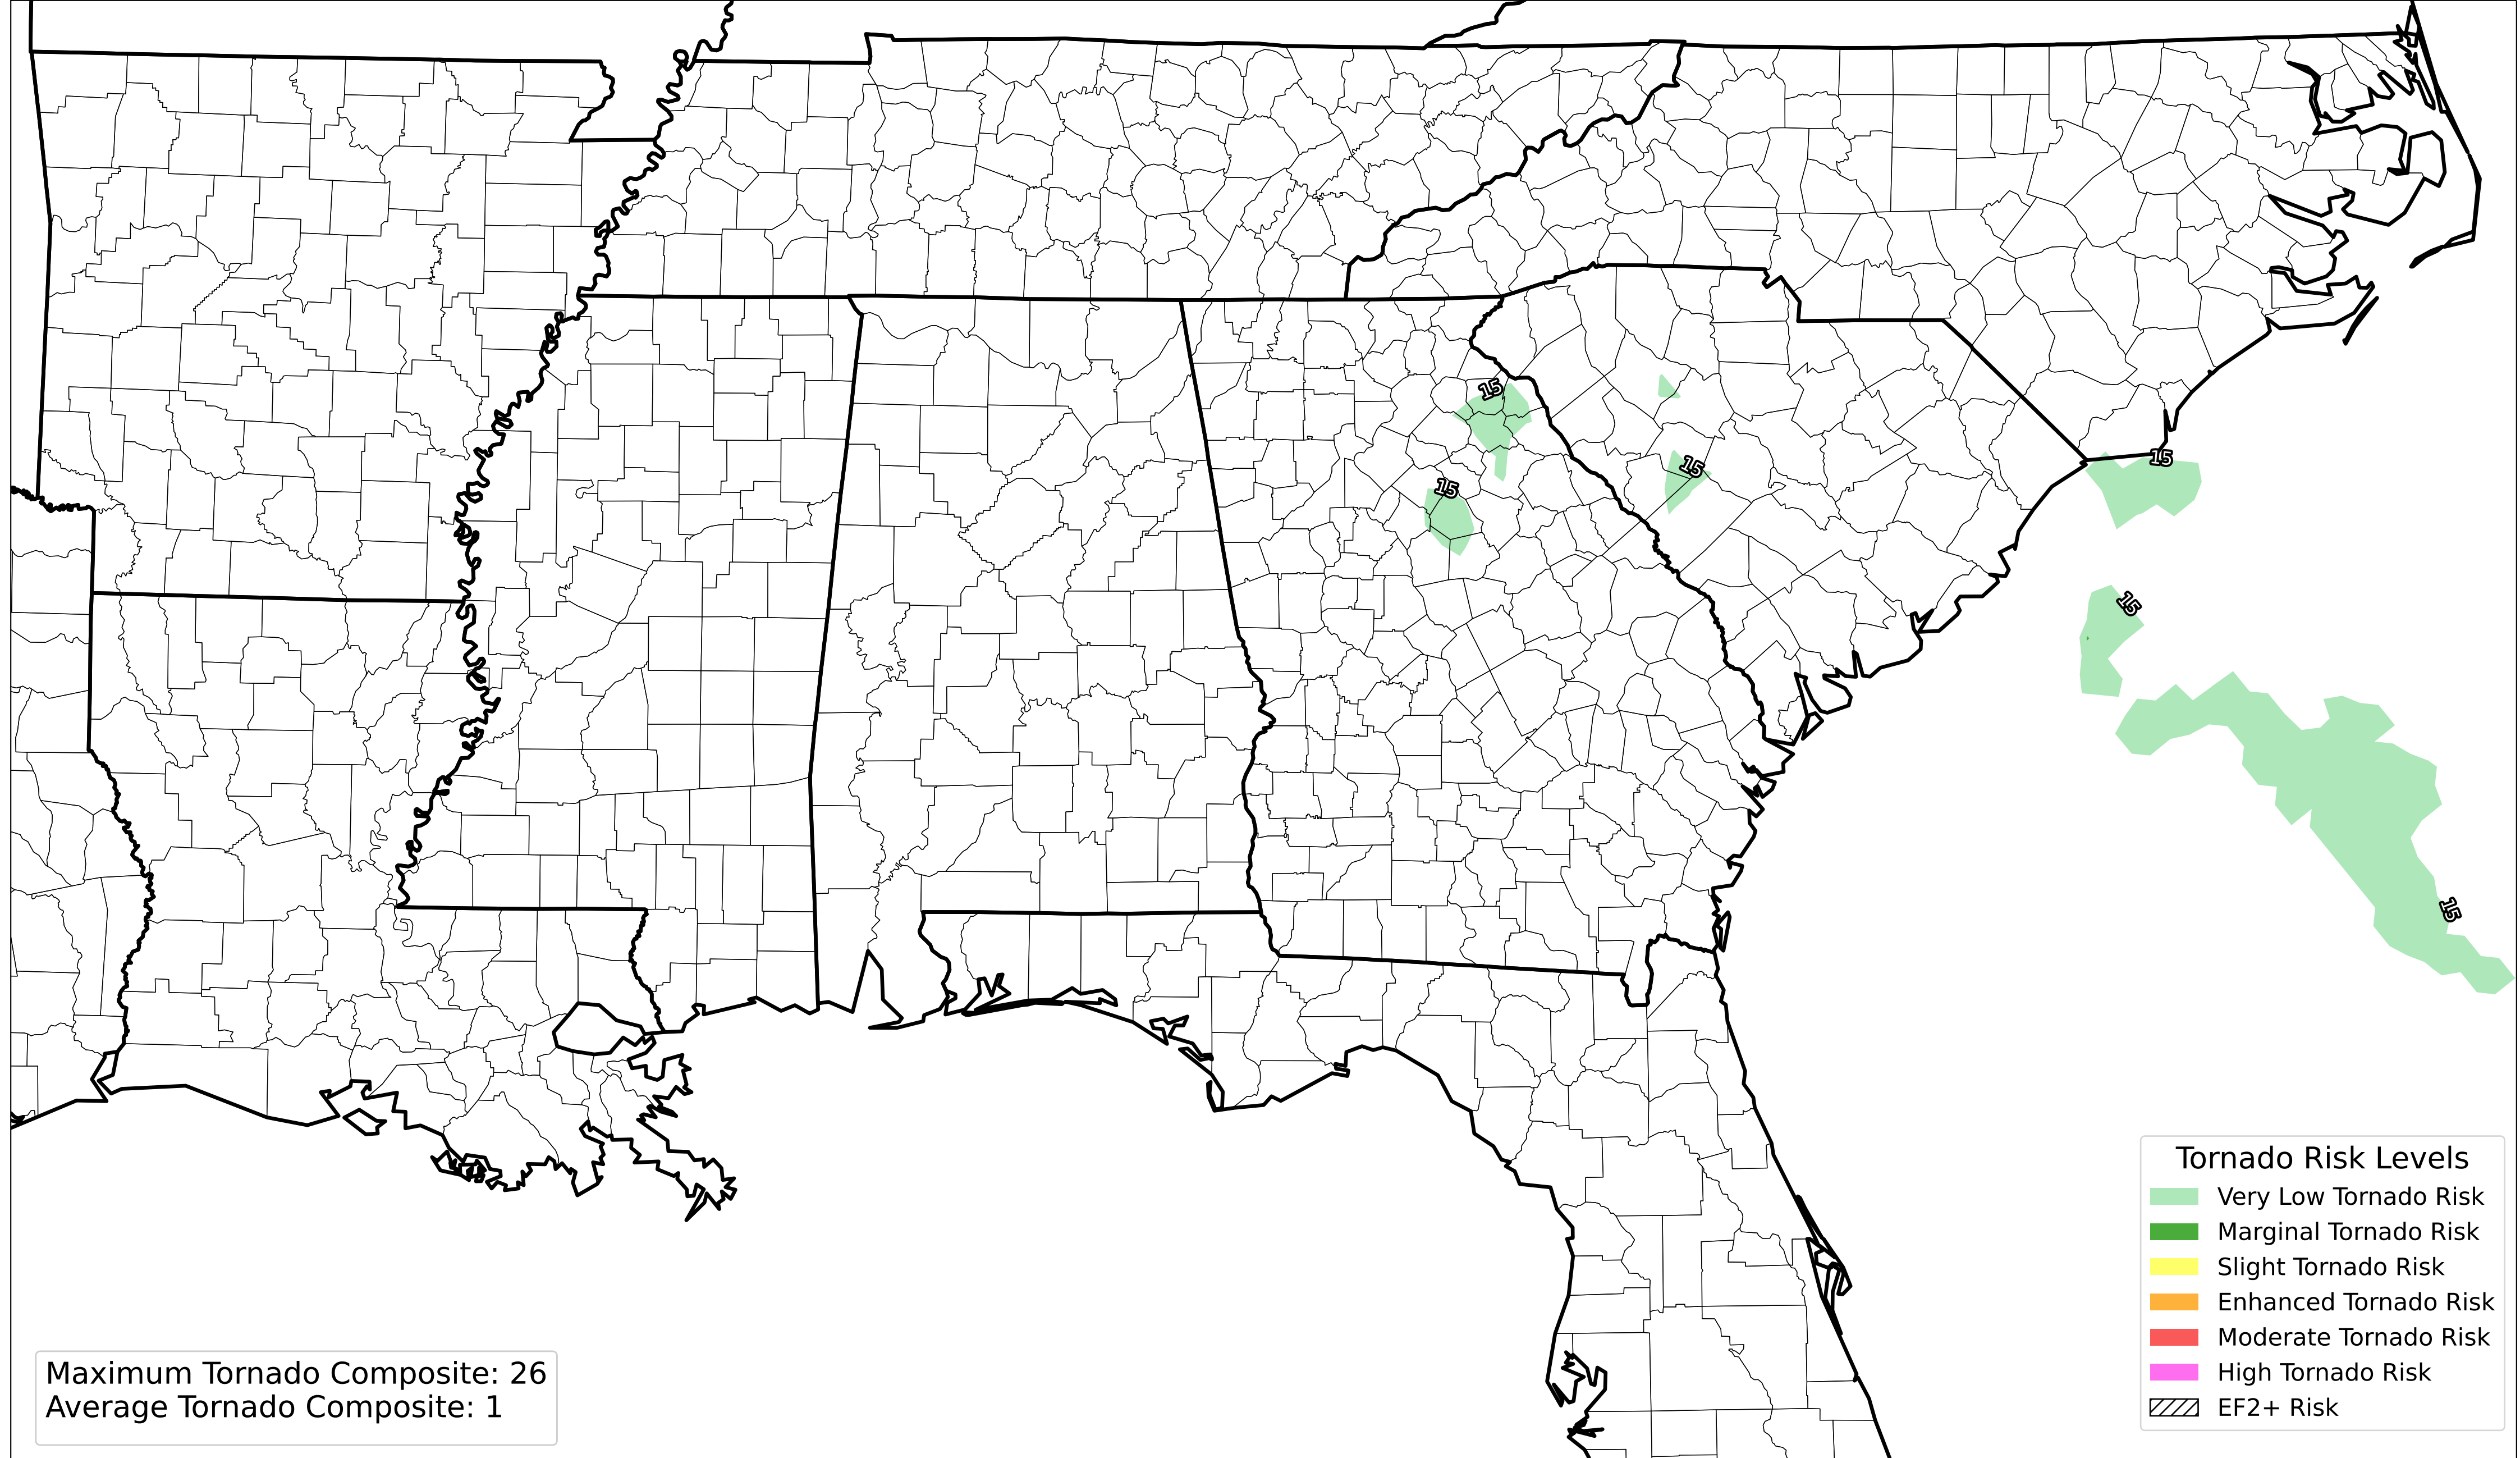 15
15
15
15
15
15
Tornado Risk Levels
Very Low Tornado Risk
Marginal Tornado Risk
Slight Tornado Risk
Enhanced Tornado Risk
Moderate Tornado Risk
High Tornado Risk
EF2+ Risk
Maximum Tornado Composite: 26
Average Tornado Composite: 1